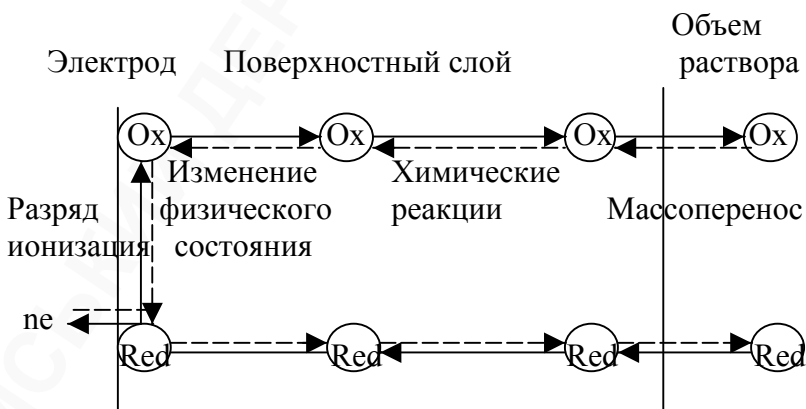 Объем
Электрод Поверхностный слой раствора
Ox Ox Ox Ox
Изменение Химические
Разряд физического реакции Массоперенос
ионизация состояния
ne
Red Red Red Red